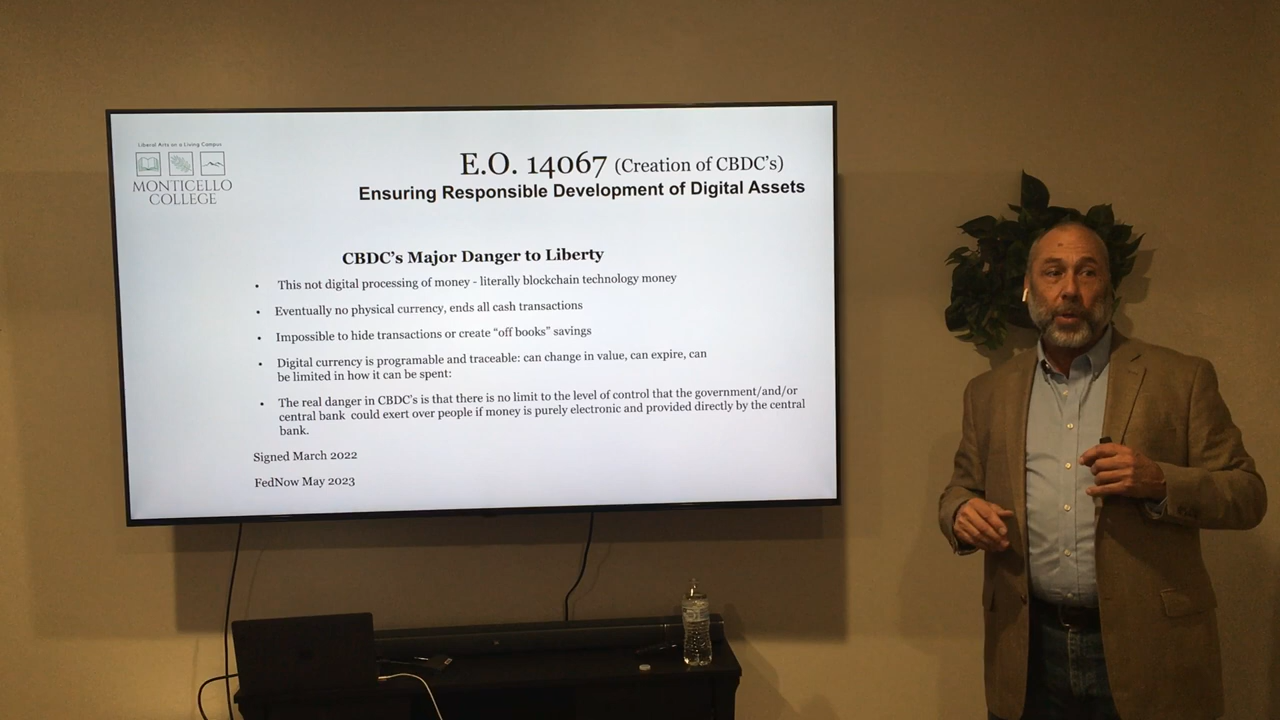 Liberal Arts on a Living Campus
MONTICELLO
COLLEGE
E.O. 14067 (Creation of CBDC's)
Ensuring Responsible Development of Digital Assets
CBDC's Major Danger to Liberty
• This not digital processing of money - literally blockchain technology money
• Eventually no physical currency, ends all cash transactions
• Impossible to hide transactions or create “off books” savings
• Digital currency is programable and traceable: can change in value, can expire, can
be limited in how it can be spent:
• The real danger in CBDC's is that there is no limit to the level of control that the government/and/or
central bank could exert over people if money is purely electronic and provided directly by the central
bank.
Signed March 2022
FedNow May 2023